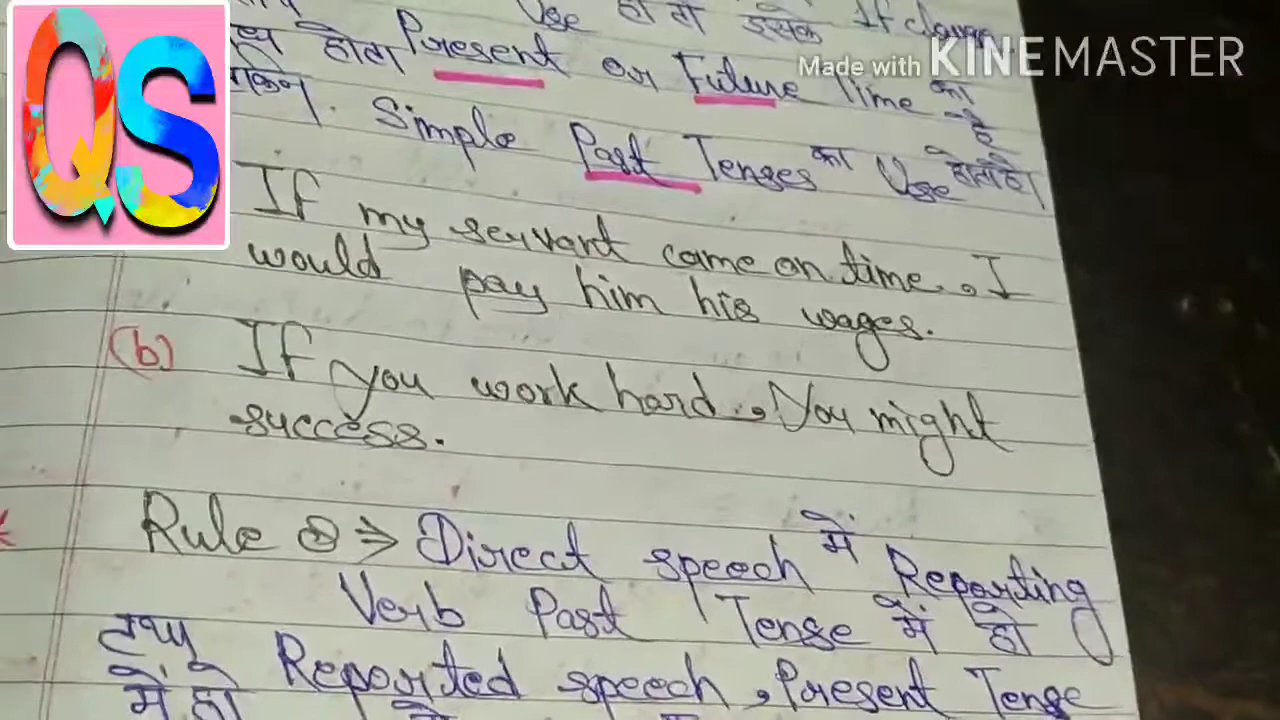 Use हो तो इसके If clause
होता Present or Future Time का
है
Simple Past Tenses का Use होता है।
If my servant came on time, I
would pay him his wages.
(b) If you work hard, You might
success.
Rule ⇒ Direct speech में Reporting
Verb Past Tense में हो
तथा Reported speech, Present Tense
में हो
QS
Made with KINEMASTER